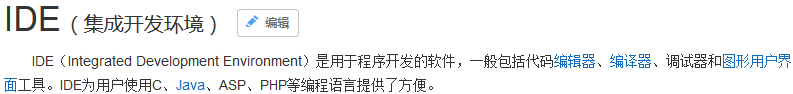 IDE（集成开发环境） 编辑
IDE（Integrated Development Environment）是用于程序开发的软件，一般包括代码编辑器、编译器、调试器和图形用户界
面工具。IDE为用户使用C、Java、ASP、PHP等编程语言提供了方便。